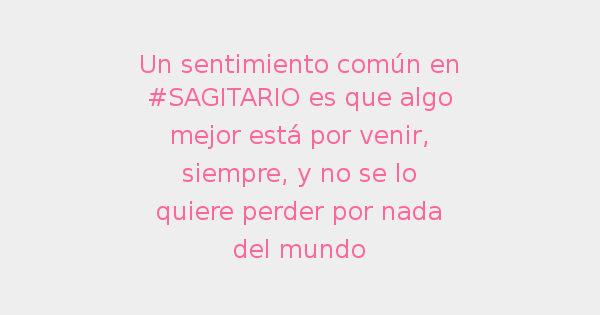 Un sentimiento común en
#SAGITARIO es que algo
mejor está por venir,
siempre, y no se lo
quiere perder por nada
del mundo